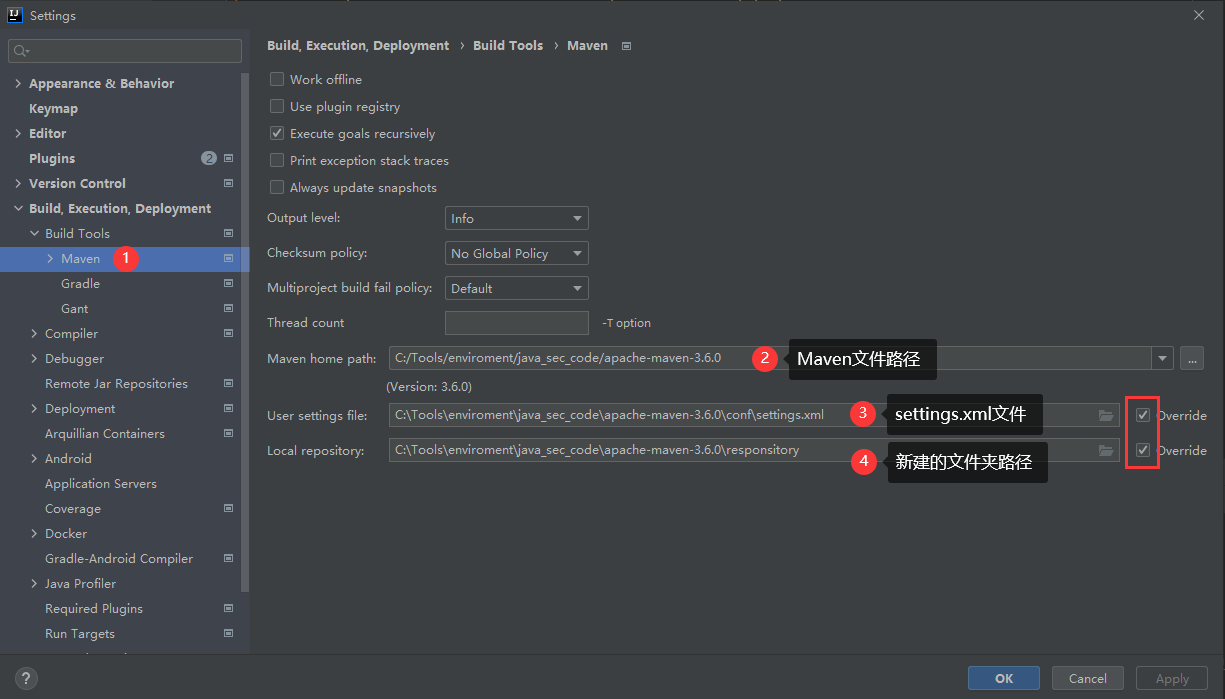 Settings
Appearance & Behavior
Keymap
Editor
Plugins 2
Version Control
Build, Execution, Deployment
Build Tools
Maven 1
Gradle
Gant
Compiler
Debugger
Remote Jar Repositories
Deployment
Arquillian Containers
Android
Application Servers
Coverage
Docker
Gradle-Android Compiler
Java Profiler
Required Plugins
Run Targets
Build, Execution, Deployment › Build Tools › Maven
Work offline
Use plugin registry
Execute goals recursively
Print exception stack traces
Always update snapshots
Output level: Info
Checksum policy: No Global Policy
Multiproject build fail policy: Default
Thread count -T option
Maven home path: C:/Tools/enviroment/java_sec_code/apache-maven-3.6.0 2 Maven文件路径 ...
(Version: 3.6.0)
User settings file: C:\Tools\enviroment\java_sec_code\apache-maven-3.6.0\conf\settings.xml 3 settings.xml文件 Override
Local repository: C:\Tools\enviroment\java_sec_code\apache-maven-3.6.0\responsitory 4 新建的文件夹路径 Override
? OK Cancel Apply